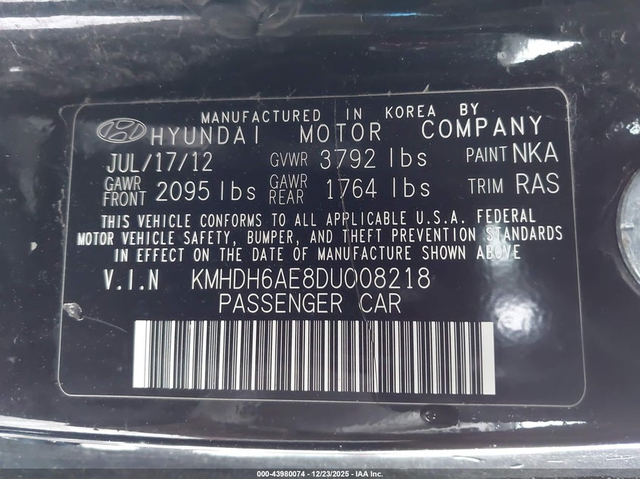 MANUFACTURED IN KOREA BY
HYUNDAI MOTOR COMPANY
JUL/17/12 GVWR 3792 lbs PAINT NKA
GAWR FRONT 2095 lbs GAWR REAR 1764 lbs TRIM RAS
THIS VEHICLE CONFORMS TO ALL APPLICABLE U.S.A. FEDERAL
MOTOR VEHICLE SAFETY, BUMPER, AND THEFT PREVENTION STANDARDS
IN EFFECT ON THE DATE OF MANUFACTURE SHOWN ABOVE
V.I.N KMHDH6AE8DU008218
PASSENGER CAR
000-43980074 - 12/23/2025 - IAA Inc.